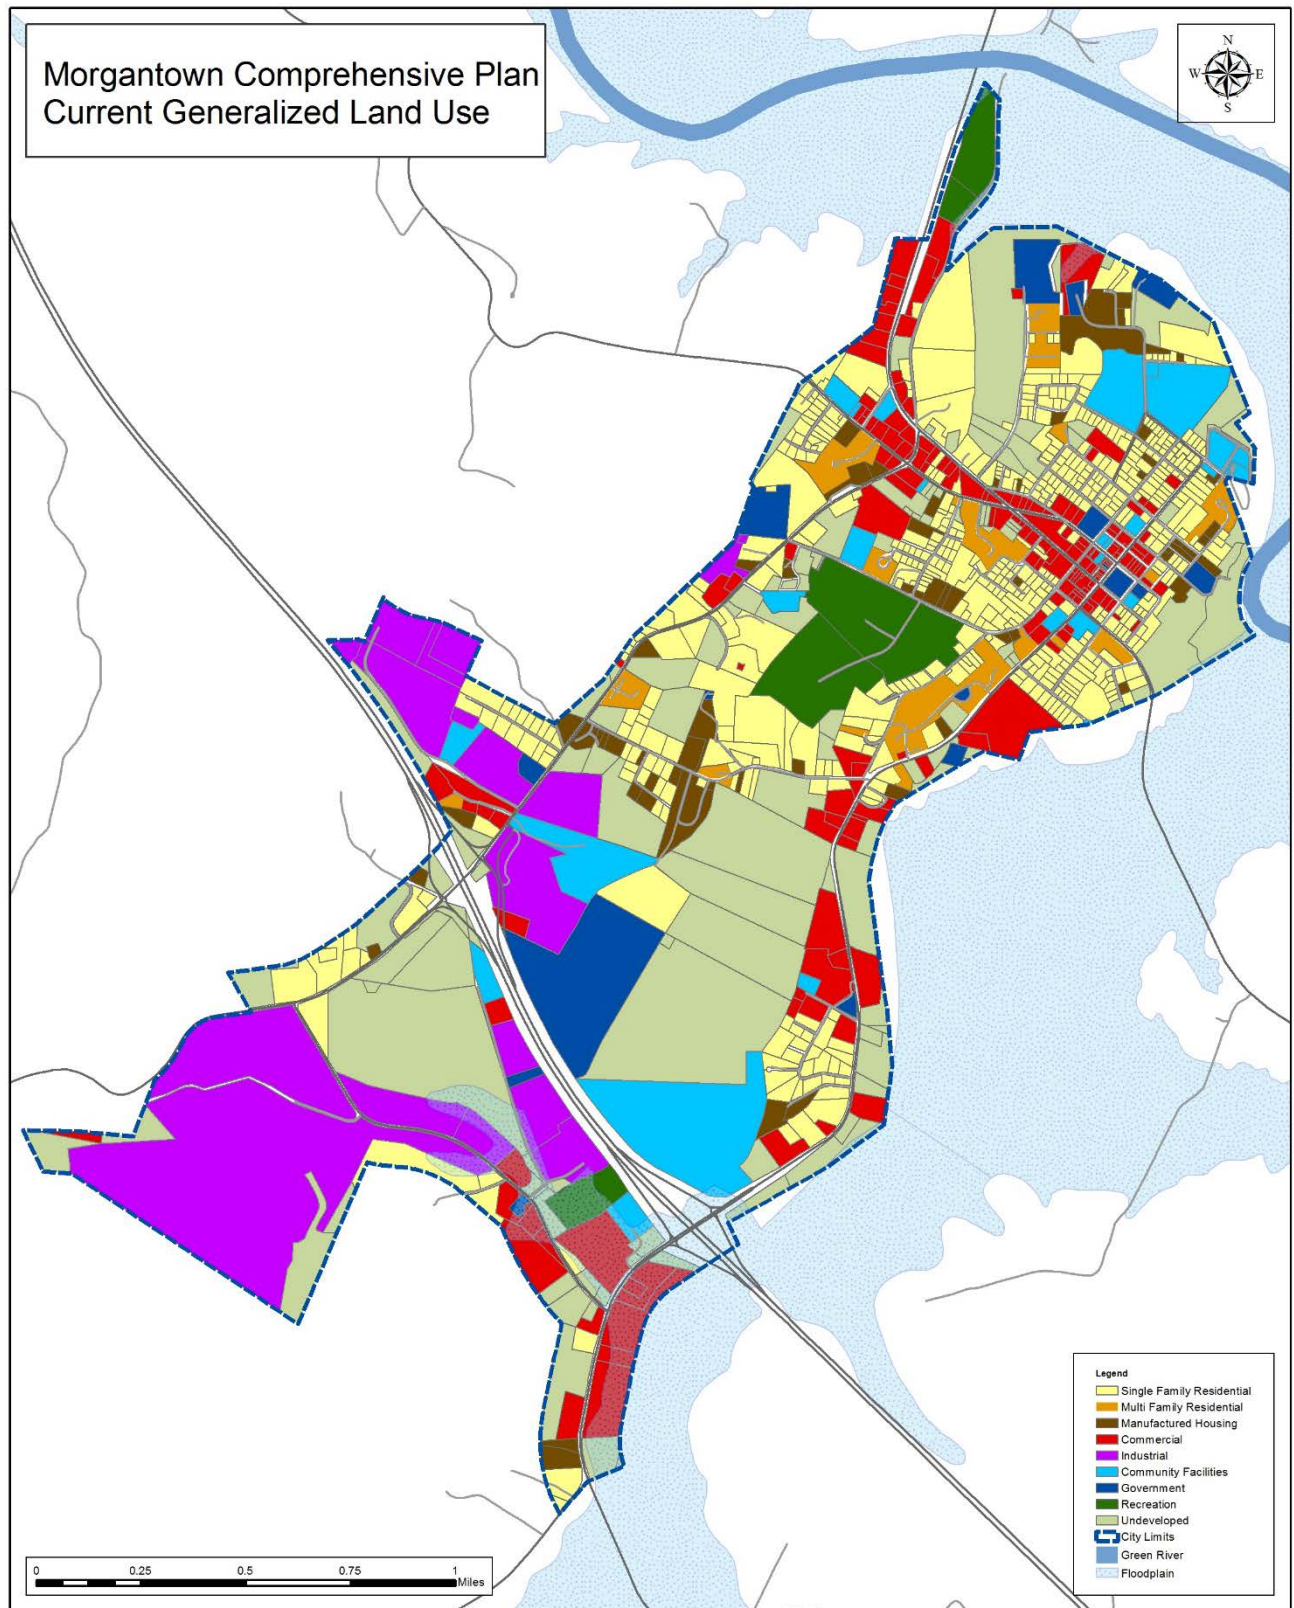 Morgantown Comprehensive Plan
Current Generalized Land Use
N
W E
S
Legend
Single Family Residential
Multi Family Residential
Manufactured Housing
Commercial
Industrial
Community Facilities
Government
Recreation
Undeveloped
City Limits
Green River
Floodplain
0 0.25 0.5 0.75 1
Miles